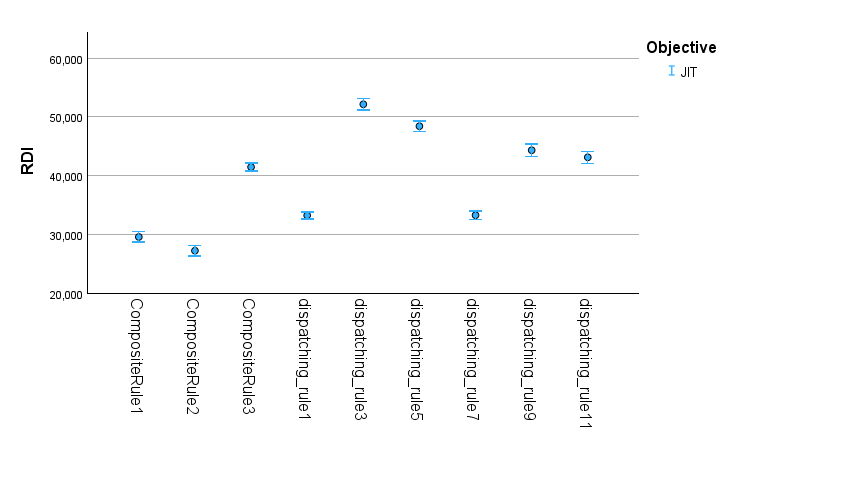 Objective
JIT
RDI
60,000
50,000
40,000
30,000
20,000
CompositeRule1
CompositeRule2
CompositeRule3
dispatching_rule1
dispatching_rule3
dispatching_rule5
dispatching_rule7
dispatching_rule9
dispatching_rule11